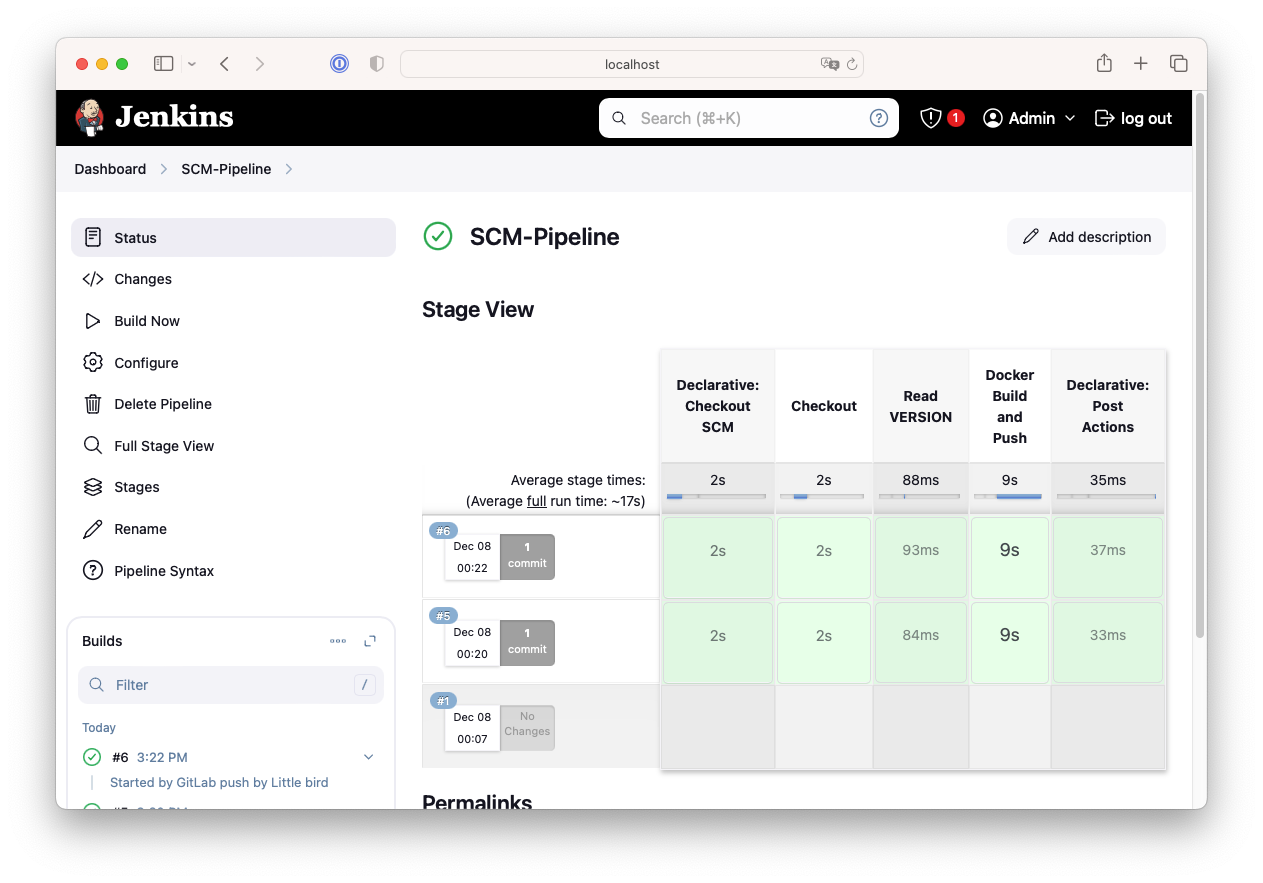 localhost
Jenkins
Search (⌘+K)
?
1
Admin
log out
Dashboard
SCM-Pipeline
Status
Changes
Build Now
Configure
Delete Pipeline
Full Stage View
Stages
Rename
Pipeline Syntax
Builds
Filter
/
Today
#6 3:22 PM
Started by GitLab push by Little bird
SCM-Pipeline
Add description
Stage View
Declarative:
Checkout
SCM
Checkout
Read
VERSION
Docker
Build
and
Push
Declarative:
Post
Actions
Average stage times:
(Average full run time: ~17s)
2s
2s
88ms
9s
35ms
#6
Dec 08
00:22
1
commit
2s
2s
93ms
9s
37ms
#5
Dec 08
00:20
1
commit
2s
2s
84ms
9s
33ms
#1
Dec 08
00:07
No
Changes
Permalinks